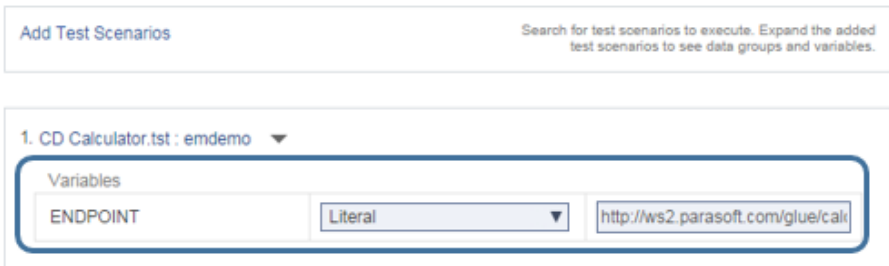 Add Test Scenarios
Search for test scenarios to execute. Expand the added
test scenarios to see data groups and variables.
1. CD Calculator.tst : emdemo
Variables
ENDPOINT Literal http://ws2.parasoft.com/glue/calc